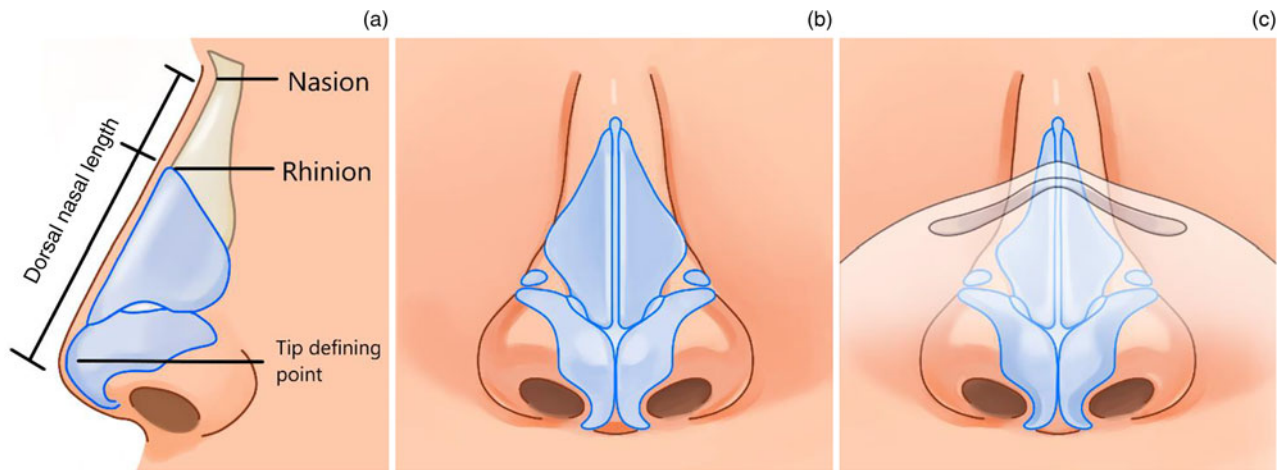 (a)
Nasion
Dorsal nasal length
Rhinion
Tip defining
point
(b)
(c)